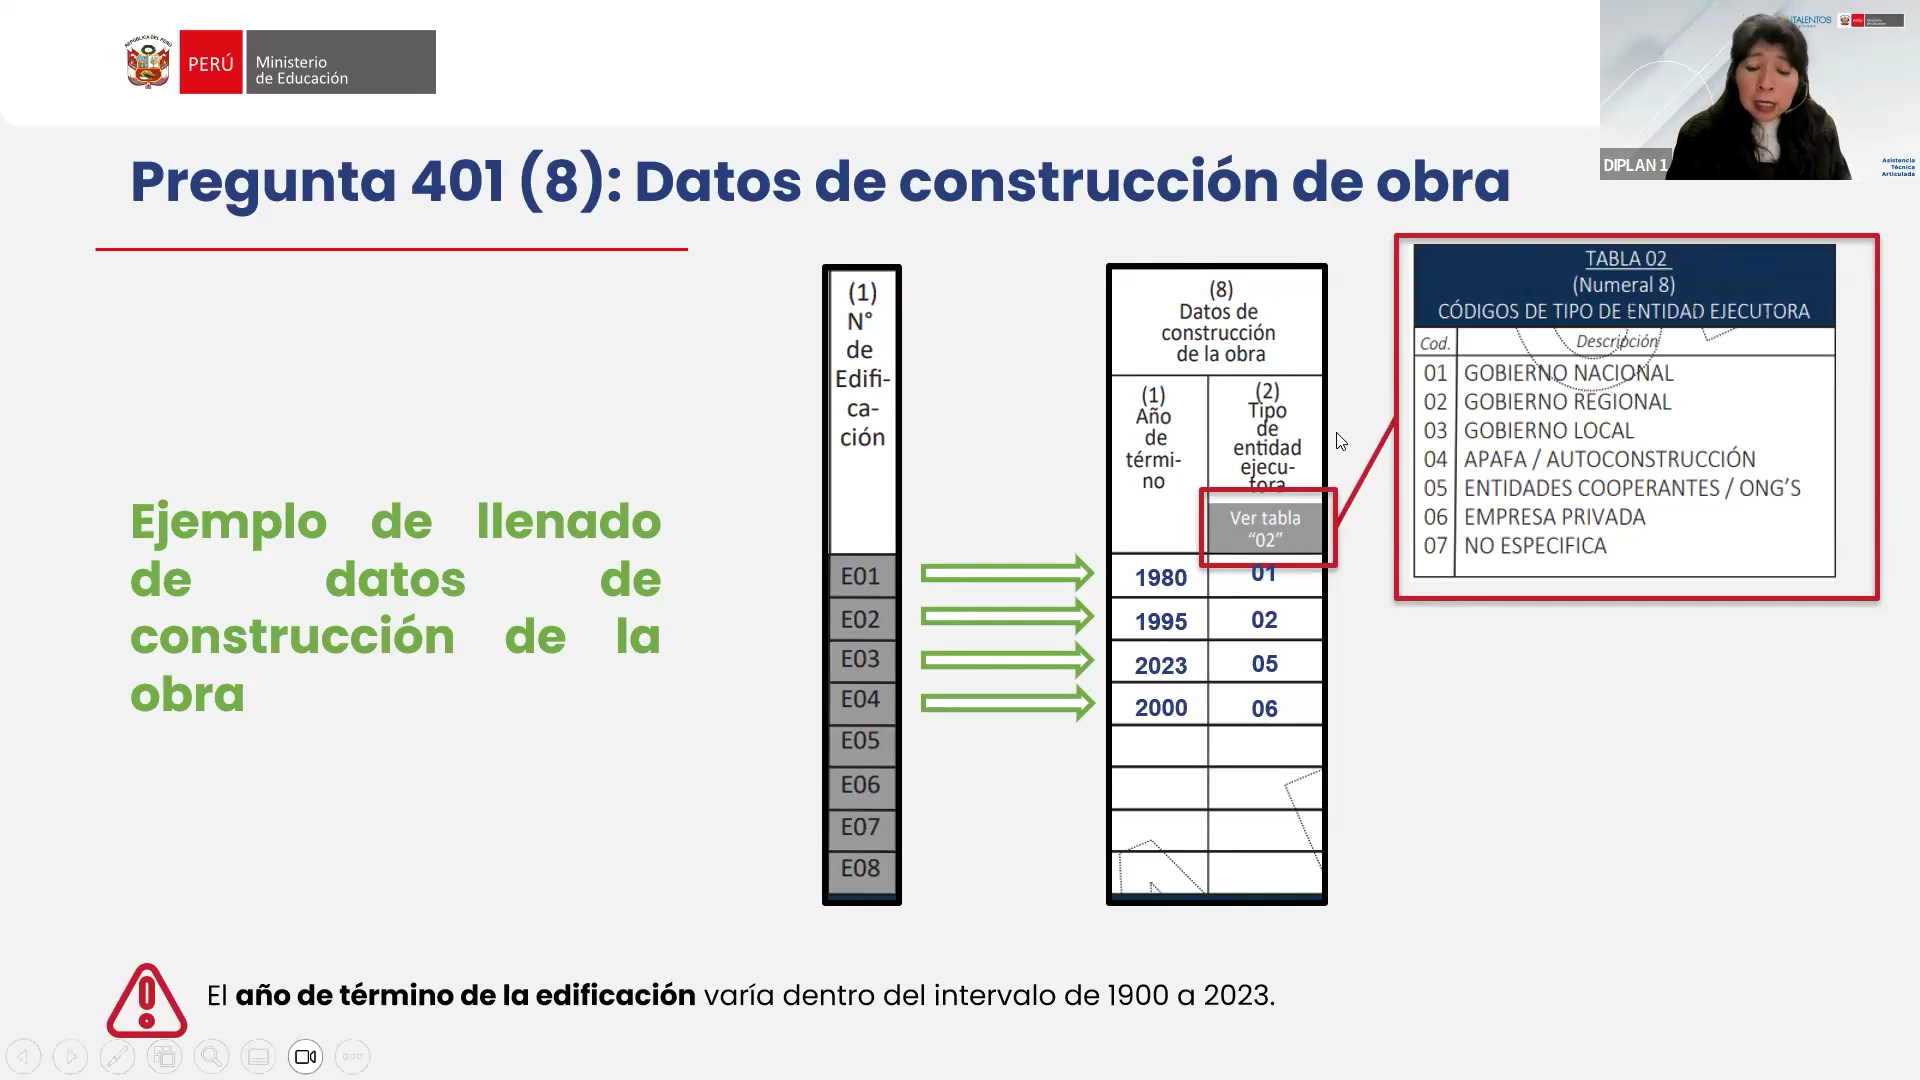 PERÚ
Ministerio
de Educación
TALENTOS
DIPLAN 1
Asistencia
Técnica
Articulada
Pregunta 401 (8): Datos de construcción de obra
Ejemplo de llenado
de datos de
construcción de la
obra
(1)
N°
de
Edifi-
ca-
ción
E01
E02
E03
E04
E05
E06
E07
E08
(8)
Datos de
construcción
de la obra
(1)
Año
de
térmi-
no
(2)
Tipo
de
entidad
ejecu-
tora
Ver tabla
“02”
1980 01
1995 02
2023 05
2000 06
TABLA 02
(Numeral 8)
CÓDIGOS DE TIPO DE ENTIDAD EJECUTORA
Cod. Descripción
01 GOBIERNO NACIONAL
02 GOBIERNO REGIONAL
03 GOBIERNO LOCAL
04 APAFA / AUTOCONSTRUCCIÓN
05 ENTIDADES COOPERANTES / ONG’S
06 EMPRESA PRIVADA
07 NO ESPECIFICA
El año de término de la edificación varía dentro del intervalo de 1900 a 2023.